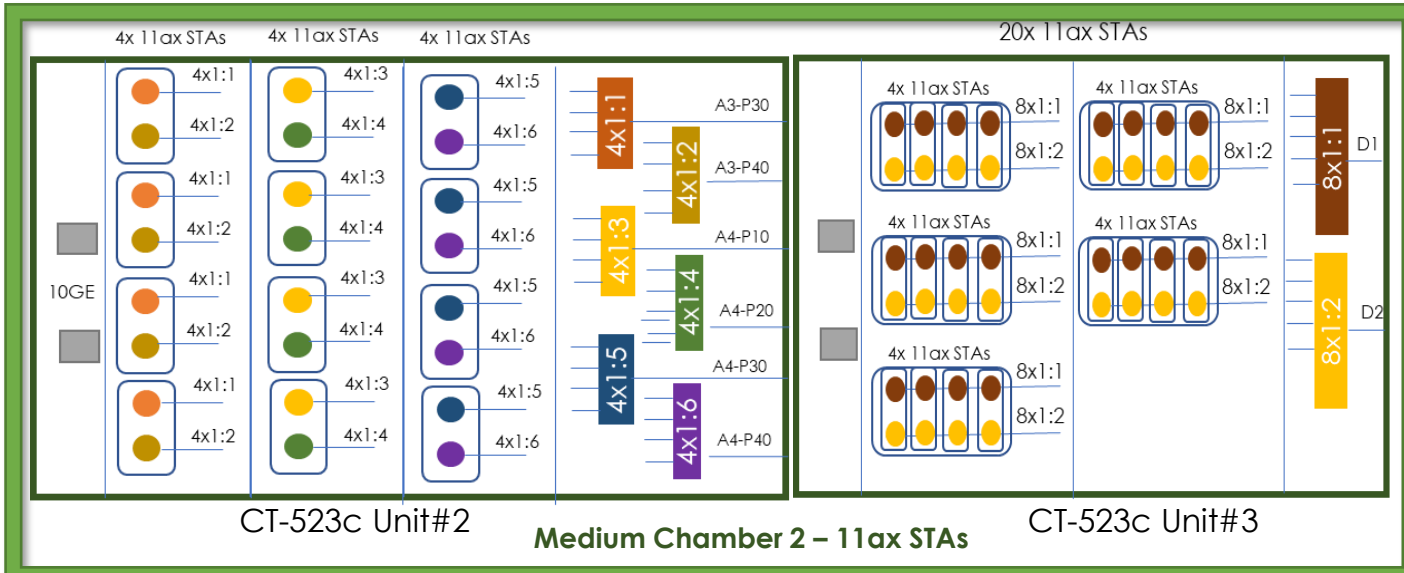 4x 11ax STAs
4x 11ax STAs
4x 11ax STAs
20x 11ax STAs
10GE
4x1:1
4x1:2
4x1:1
4x1:2
4x1:1
4x1:2
4x1:1
4x1:2
4x1:3
4x1:4
4x1:3
4x1:4
4x1:3
4x1:4
4x1:3
4x1:4
4x1:5
4x1:6
4x1:5
4x1:6
4x1:5
4x1:6
4x1:5
4x1:6
4x1:1
4x1:2
4x1:3
4x1:4
4x1:5
4x1:6
A3-P30
A3-P40
A4-P10
A4-P20
A4-P30
A4-P40
4x 11ax STAs
8x1:1
8x1:2
4x 11ax STAs
8x1:1
8x1:2
4x 11ax STAs
8x1:1
8x1:2
4x 11ax STAs
8x1:1
8x1:2
4x 11ax STAs
8x1:1
8x1:2
8x1:1
D1
8x1:2
D2
CT-523c Unit#2
Medium Chamber 2 – 11ax STAs
CT-523c Unit#3